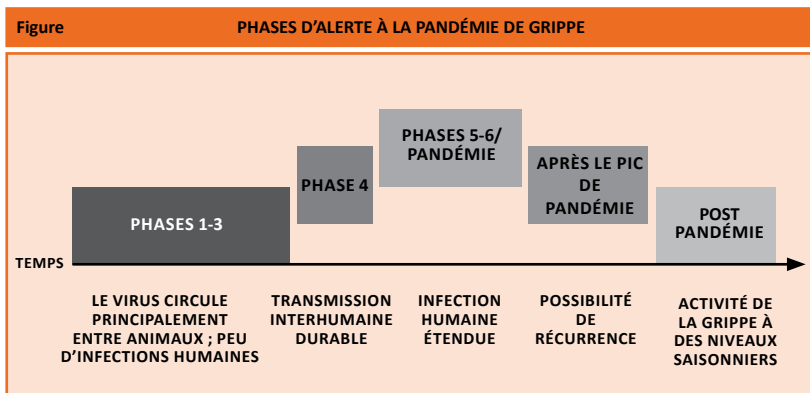 Figure PHASES D'ALERTE À LA PANDÉMIE DE GRIPPE
PHASES 1-3
PHASE 4
PHASES 5-6/
PANDÉMIE
APRÈS LE PIC
DE
PANDÉMIE
POST
PANDÉMIE
TEMPS
LE VIRUS CIRCULE
PRINCIPALEMENT
ENTRE ANIMAUX ; PEU
D'INFECTIONS HUMAINES
TRANSMISSION
INTERHUMAINE
DURABLE
INFECTION
HUMAINE
ÉTENDUE
POSSIBILITÉ
DE
RÉCURRENCE
ACTIVITÉ DE
LA GRIPPE À
DES NIVEAUX
SAISONNIERS